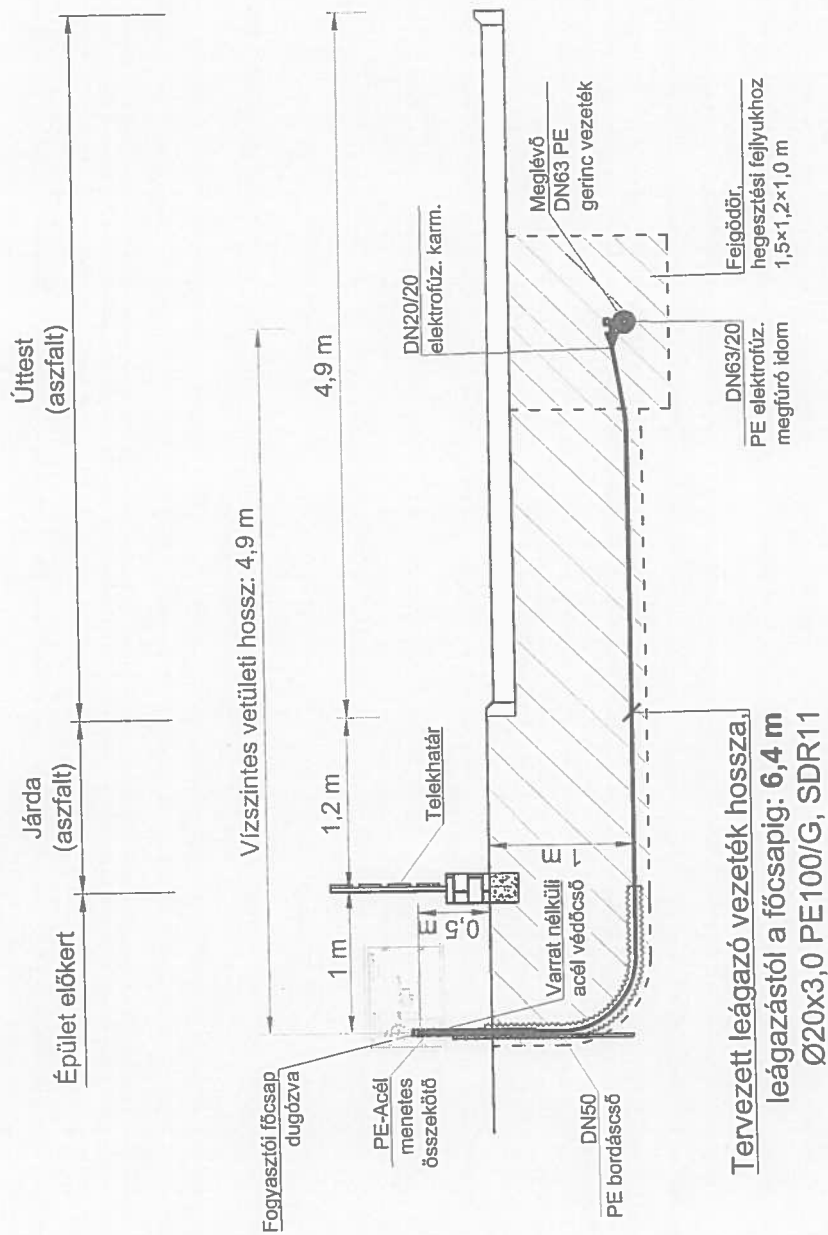 Épület előkert
Járda
(aszfalt)
Úttest
(aszfalt)
Vízszintes vetületi hossz: 4,9 m
1 m
1,2 m
4,9 m
Fogyasztói főcsap
dugózva
Telekhatár
0,5 m
PE-Acél
menetes
összekötő
Varrat nélküli
acél védőcső
1 m
DN20/20
elektrofúz. karm.
Meglévő
DN63 PE
gerinc vezeték
DN50
PE bordáscső
DN63/20
PE elektrofúz.
megfúró idom
Fejgödör,
hegesztési fejlyukhoz
1,5×1,2×1,0 m
Tervezett leágazó vezeték hossza,
leágazástól a főcsapig: 6,4 m
Ø20x3,0 PE100/G, SDR11